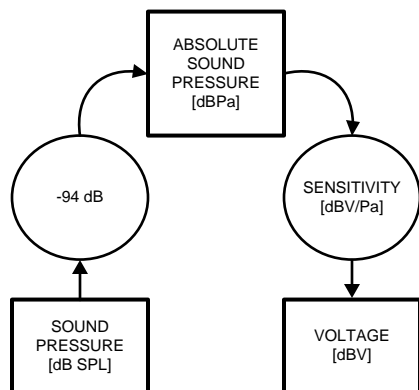 ABSOLUTE
SOUND
PRESSURE
[dBPa]
-94 dB
SENSITIVITY
[dBV/Pa]
SOUND
PRESSURE
[dB SPL]
VOLTAGE
[dBV]